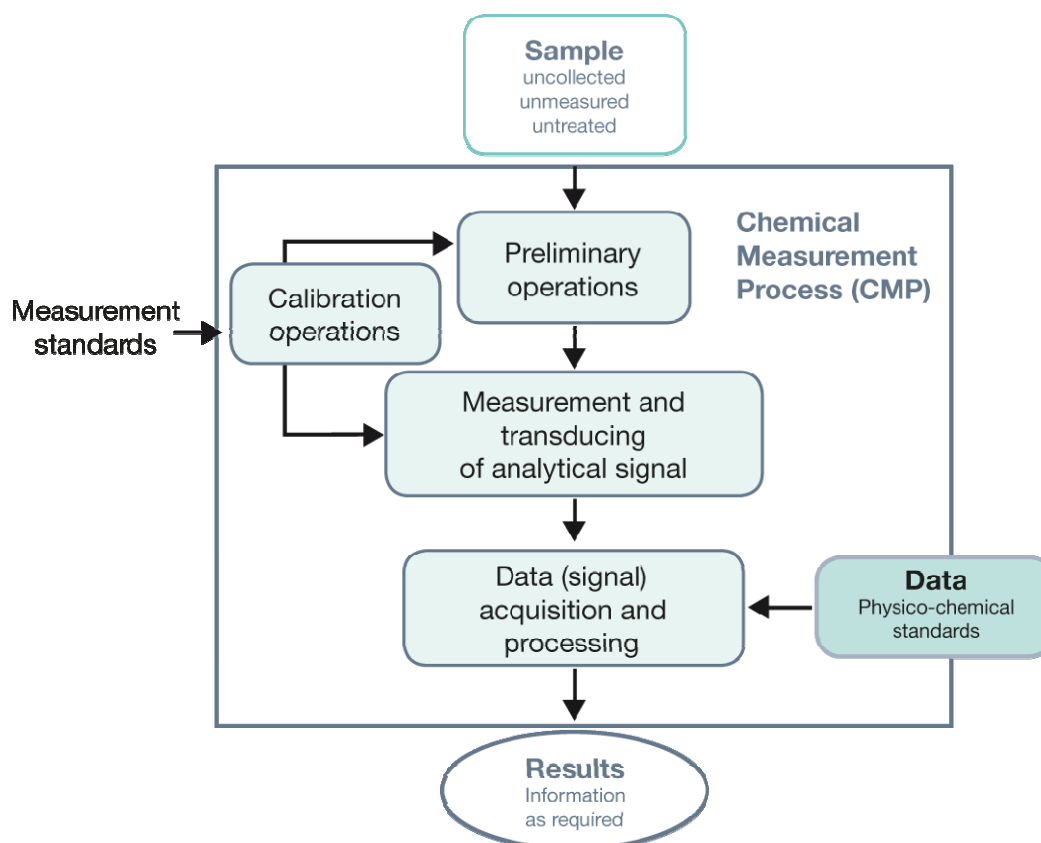 Sample
uncollected
unmeasured
untreated
Chemical
Measurement
Process (CMP)
Preliminary
operations
Calibration
operations
Measurement
standards
Measurement and
transducing
of analytical signal
Data (signal)
acquisition and
processing
Data
Physico-chemical
standards
Results
Information
as required